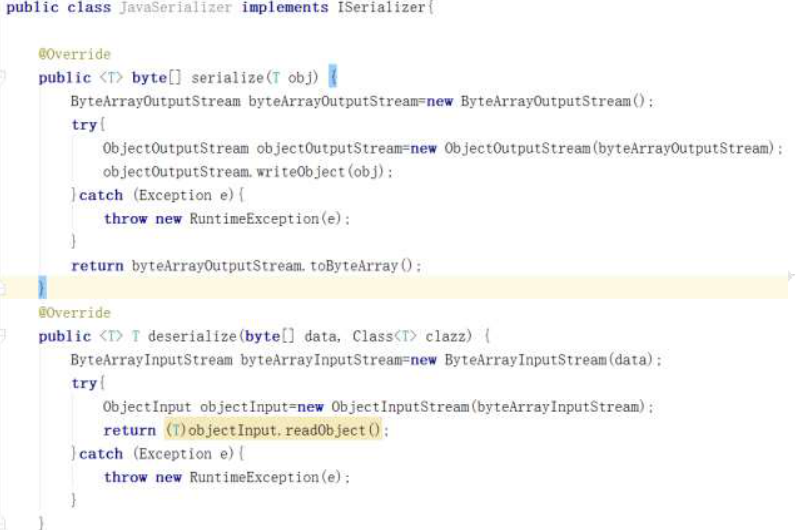 public class JavaSerializer implements ISerializer{
@Override
public <T> byte[] serialize(T obj) {
ByteArrayOutputStream byteArrayOutputStream=new ByteArrayOutputStream();
try{
ObjectOutputStream objectOutputStream=new ObjectOutputStream(byteArrayOutputStream);
objectOutputStream.writeObject(obj);
}catch (Exception e){
throw new RuntimeException(e);
}
return byteArrayOutputStream.toByteArray();
}
@Override
public <T> T deserialize(byte[] data, Class<T> clazz) {
ByteArrayInputStream byteArrayInputStream=new ByteArrayInputStream(data);
try{
ObjectInput objectInput=new ObjectInputStream(byteArrayInputStream);
return (T)objectInput.readObject();
}catch (Exception e){
throw new RuntimeException(e);
}
}